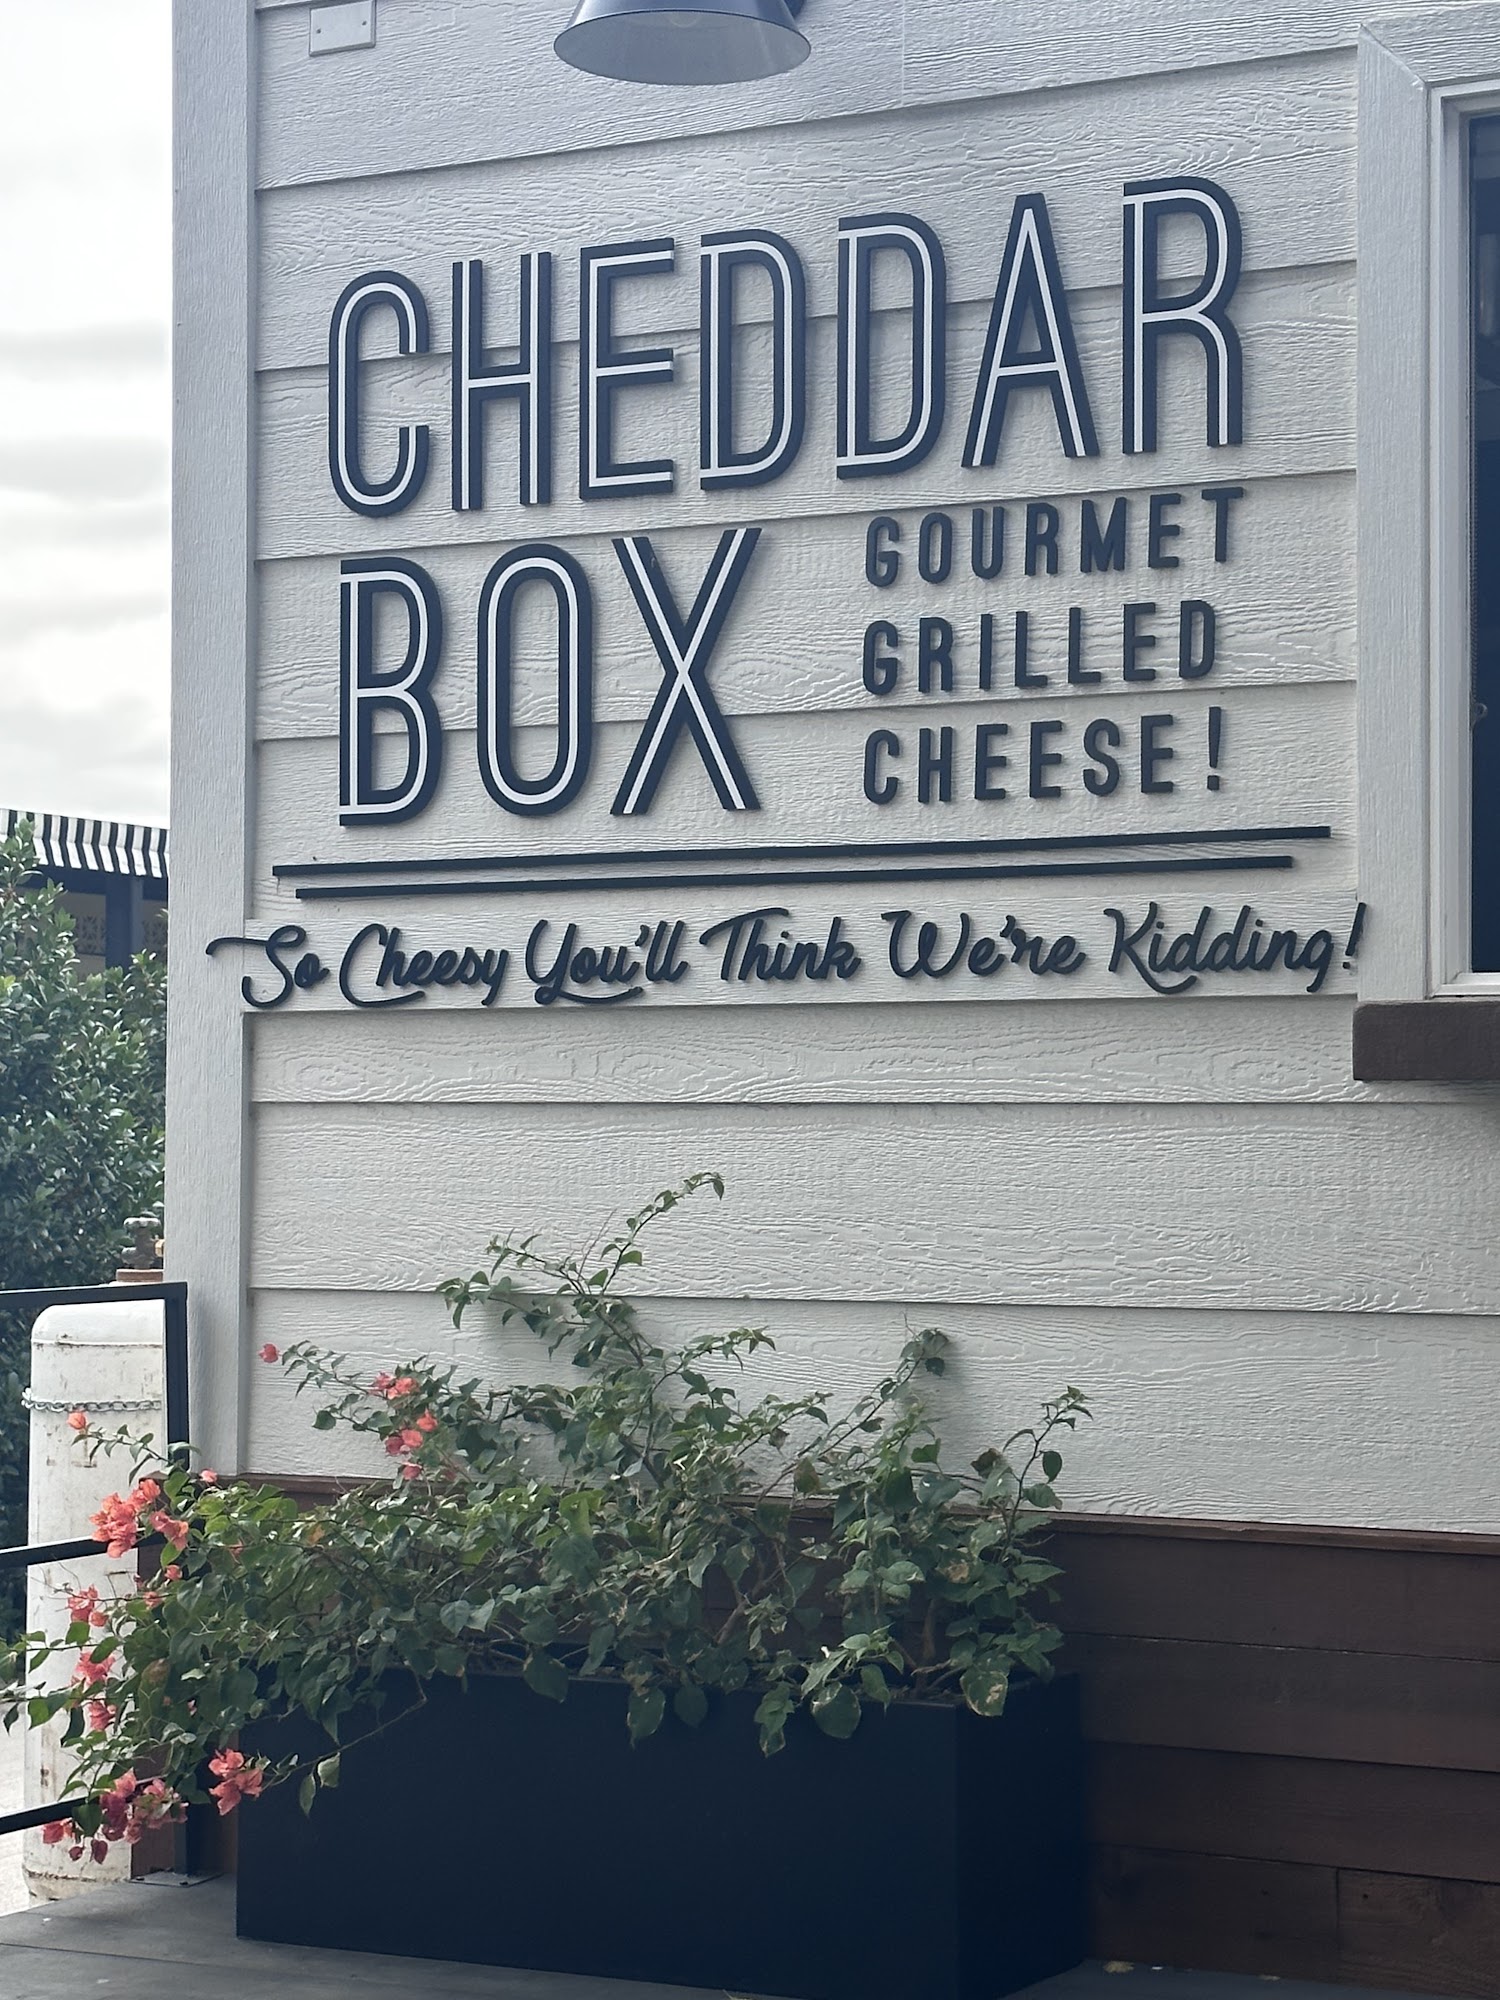 CHEDDAR
BOX
GOURMET
GRILLED
CHEESE!
So Cheesy You'll Think We're Kidding!